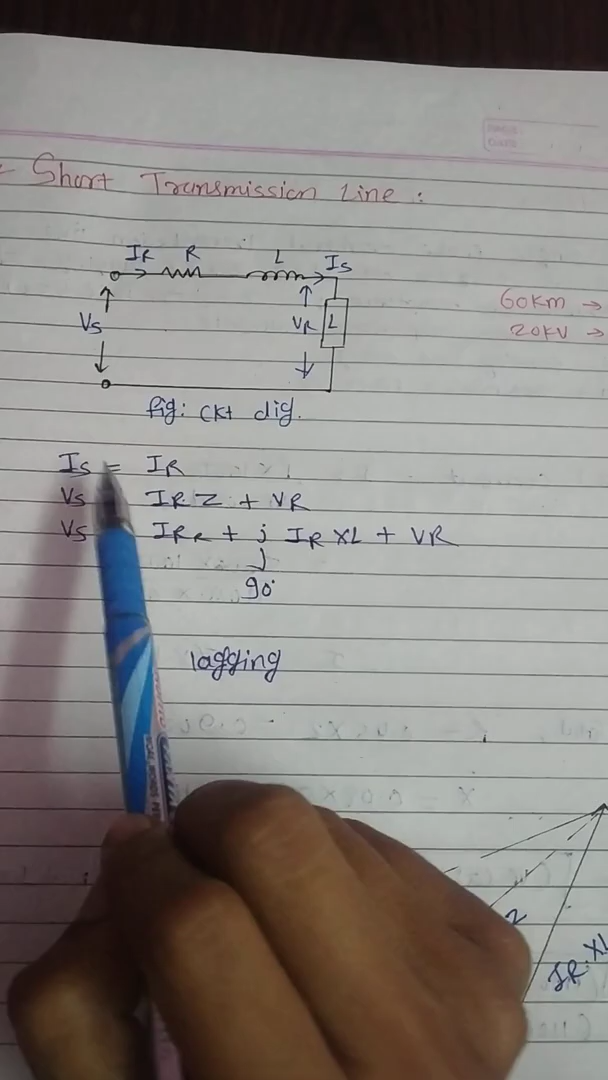 Short Transmission Line :
IR R L IS
VS VR L
60Km →
20KV →
fig: ckt dig.
IS = IR
VS IR Z + VR
VS IRR + j IR XL + VR
90°
lagging
Z
IR XL